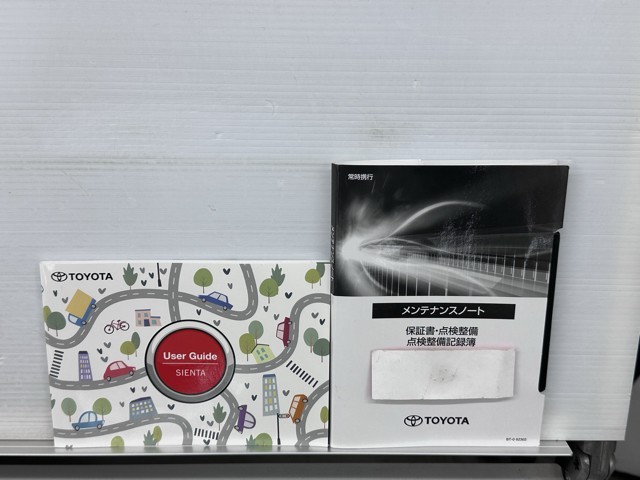 TOYOTA
User Guide
SIENTA
常時携行
メンテナンスノート
保証書・点検整備
点検整備記録簿
TOYOTA